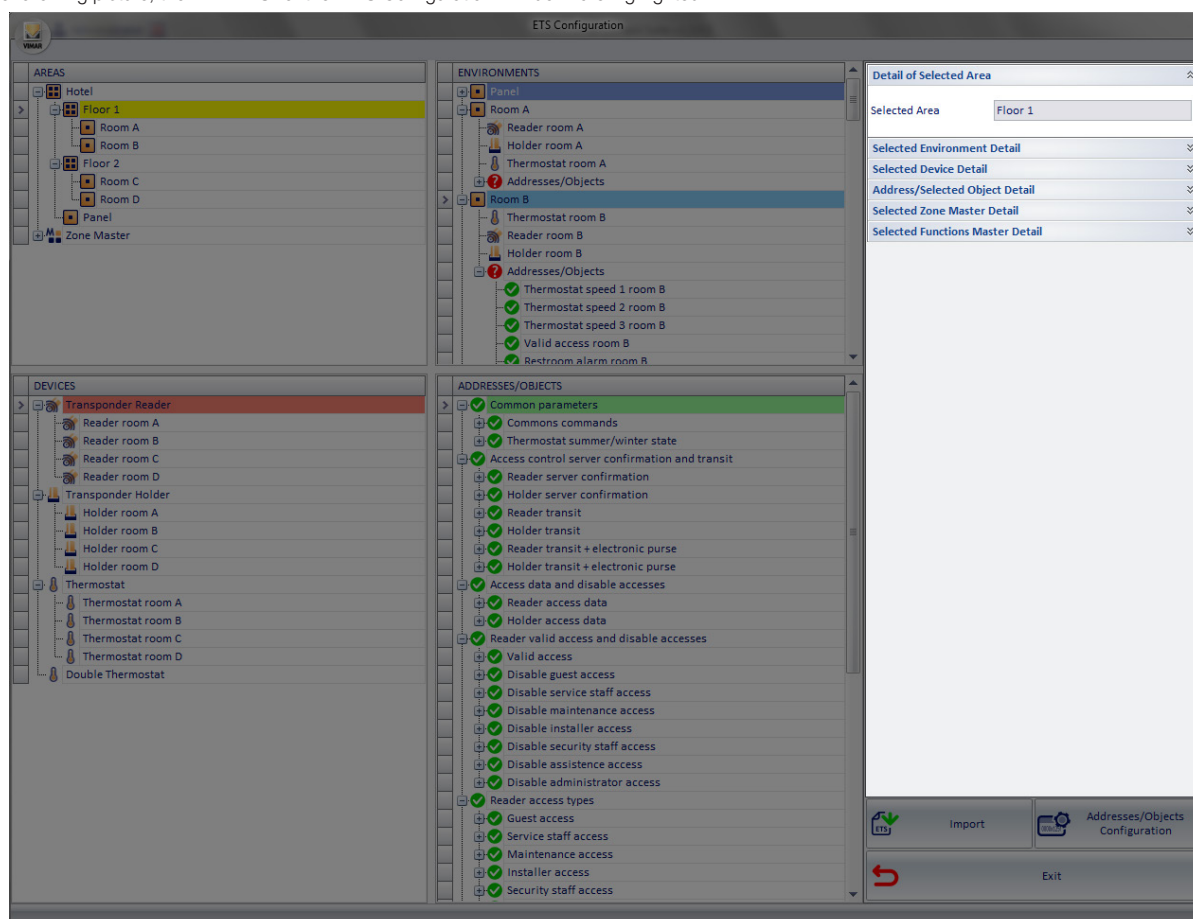 ETS Configuration
VIMAR
AREAS
Hotel
Floor 1
Room A
Room B
Floor 2
Room C
Room D
Panel
Zone Master
ENVIRONMENTS
Panel
Room A
Reader room A
Holder room A
Thermostat room A
Addresses/Objects
Room B
Thermostat room B
Reader room B
Holder room B
Addresses/Objects
Thermostat speed 1 room B
Thermostat speed 2 room B
Thermostat speed 3 room B
Valid access room B
Restroom alarm room B
DEVICES
Transponder Reader
Reader room A
Reader room B
Reader room C
Reader room D
Transponder Holder
Holder room A
Holder room B
Holder room C
Holder room D
Thermostat
Thermostat room A
Thermostat room B
Thermostat room C
Thermostat room D
Double Thermostat
ADDRESSES/OBJECTS
Common parameters
Commons commands
Thermostat summer/winter state
Access control server confirmation and transit
Reader server confirmation
Holder server confirmation
Reader transit
Holder transit
Reader transit + electronic purse
Holder transit + electronic purse
Access data and disable accesses
Reader access data
Holder access data
Reader valid access and disable accesses
Valid access
Disable guest access
Disable service staff access
Disable maintenance access
Disable installer access
Disable security staff access
Disable assistence access
Disable administrator access
Reader access types
Guest access
Service staff access
Maintenance access
Installer access
Security staff access
Detail of Selected Area
Selected Area Floor 1
Selected Environment Detail
Selected Device Detail
Address/Selected Object Detail
Selected Zone Master Detail
Selected Functions Master Detail
ETS Import
Addresses/Objects
Configuration
Exit